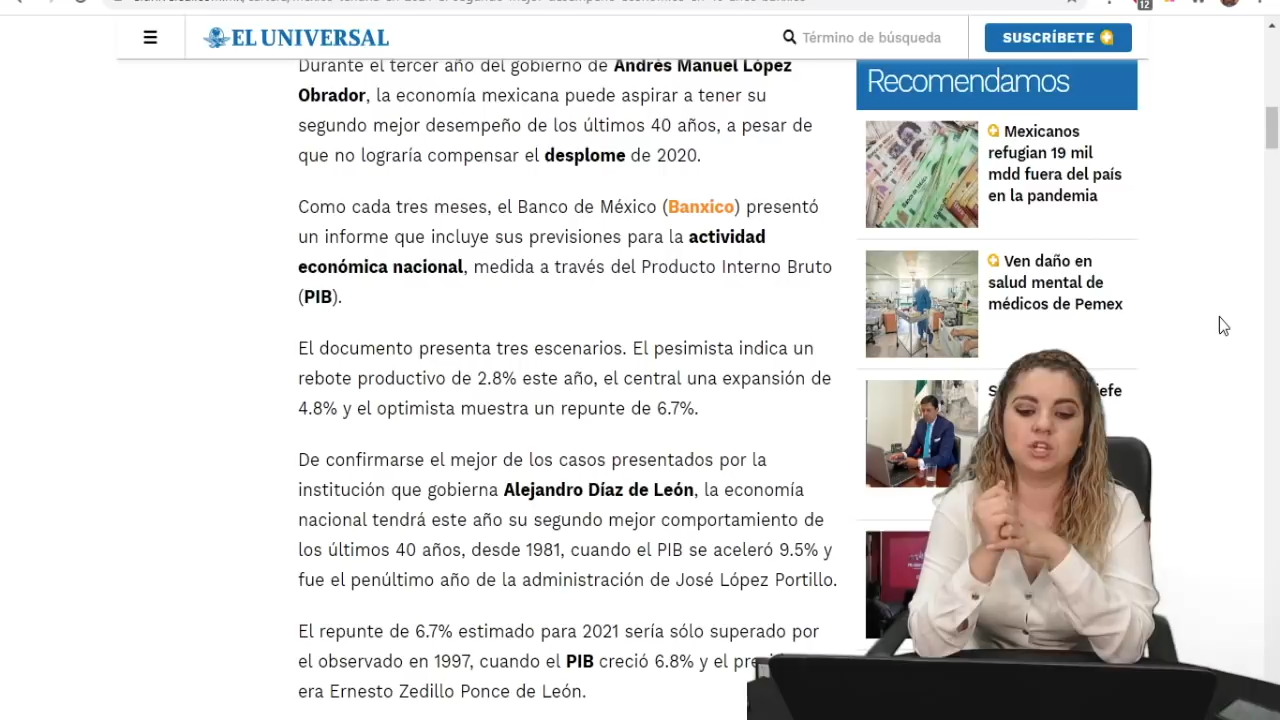 12
EL UNIVERSAL
Término de búsqueda
SUSCRÍBETE
Durante el tercer año del gobierno de Andrés Manuel López
Obrador, la economía mexicana puede aspirar a tener su
segundo mejor desempeño de los últimos 40 años, a pesar de
que no lograría compensar el desplome de 2020.
Como cada tres meses, el Banco de México (Banxico) presentó
un informe que incluye sus previsiones para la actividad
económica nacional, medida a través del Producto Interno Bruto
(PIB).
El documento presenta tres escenarios. El pesimista indica un
rebote productivo de 2.8% este año, el central una expansión de
4.8% y el optimista muestra un repunte de 6.7%.
De confirmarse el mejor de los casos presentados por la
institución que gobierna Alejandro Díaz de León, la economía
nacional tendrá este año su segundo mejor comportamiento de
los últimos 40 años, desde 1981, cuando el PIB se aceleró 9.5% y
fue el penúltimo año de la administración de José López Portillo.
El repunte de 6.7% estimado para 2021 sería sólo superado por
el observado en 1997, cuando el PIB creció 6.8% y el
era Ernesto Zedillo Ponce de León.
Recomendamos
Mexicanos
refugian 19 mil
mdd fuera del país
en la pandemia
Ven daño en
salud mental de
médicos de Pemex